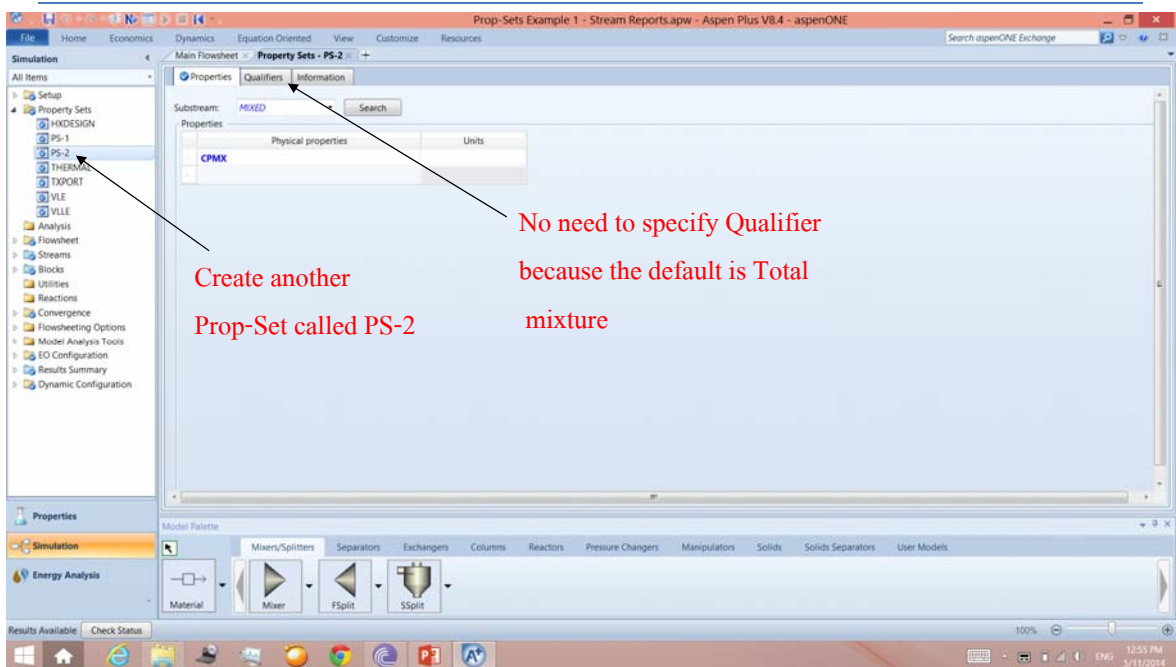 Prop-Sets Example 1 - Stream Reports.apw - Aspen Plus V8.4 - aspenONE
File Home Economics Dynamics Equation Oriented View Customize Resources Search aspenONE Exchange
Simulation
Main Flowsheet Property Sets - PS-2
All Items
Properties Qualifiers Information
Setup
Property Sets
HXDESIGN
PS-1
PS-2
THERMAL
TXPORT
VLE
VLLE
Analysis
Flowsheet
Streams
Blocks
Utilities
Reactions
Convergence
Flowsheeting Options
Model Analysis Tools
EO Configuration
Results Summary
Dynamic Configuration
Substream: MIXED Search
Properties
Physical properties Units
CPMX
No need to specify Qualifier
because the default is Total
mixture
Create another
Prop-Set called PS-2
Properties
Simulation
Energy Analysis
Model Palette
Mixers/Splitters Separators Exchangers Columns Reactors Pressure Changers Manipulators Solids Solids Separators User Models
Material Mixer FSplit SSplit
Results Available Check Status 100%
ENG 12:55 PM
5/11/2014